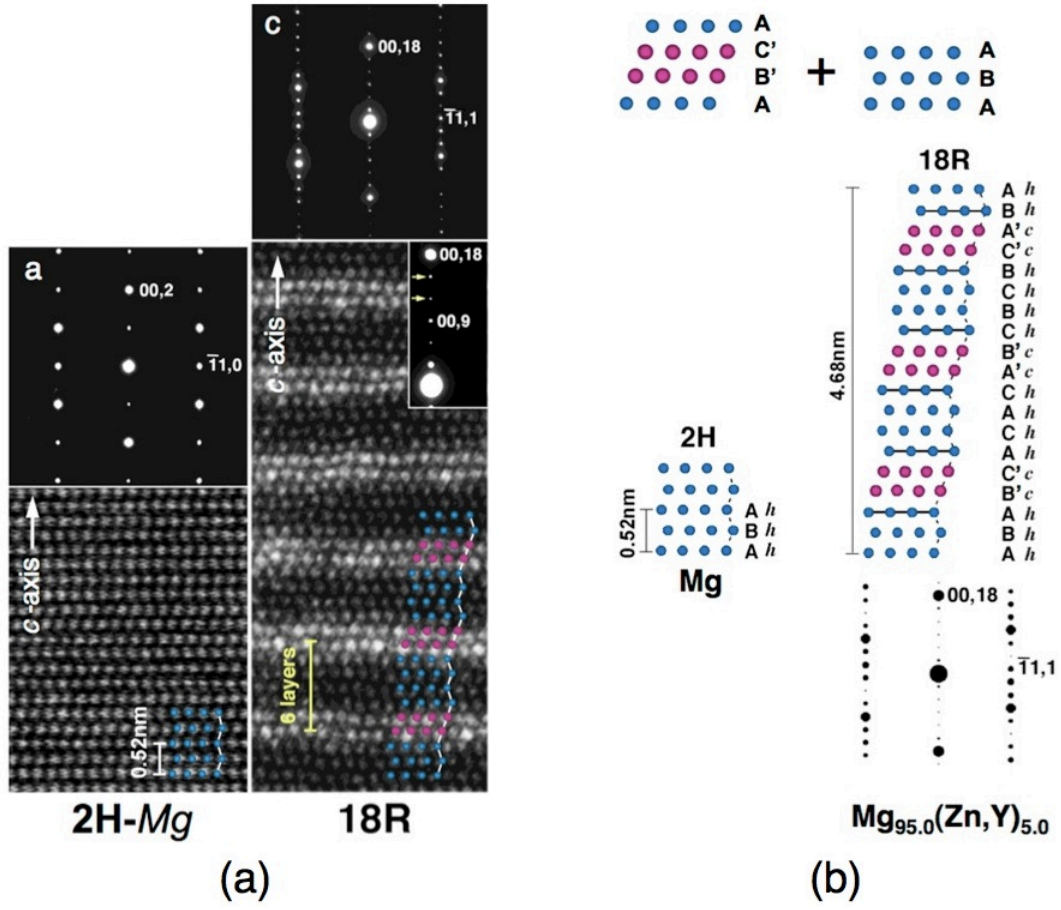 c
00,18
1̅1,1
a
00,2
1̅1,0
c-axis
0.52nm
2H-Mg
c-axis
00,18
00,9
6 layers
18R
(a)
A
C’
B’
A
+
A
B
A
18R
A h
B h
A’ c
C’ c
B h
C h
B h
C h
B’ c
A’ c
C h
A h
C h
A h
C’ c
B’ c
A h
B h
A h
4.68nm
2H
0.52nm
A h
B h
A h
Mg
00,18
1̅1,1
Mg95.0(Zn,Y)5.0
(b)